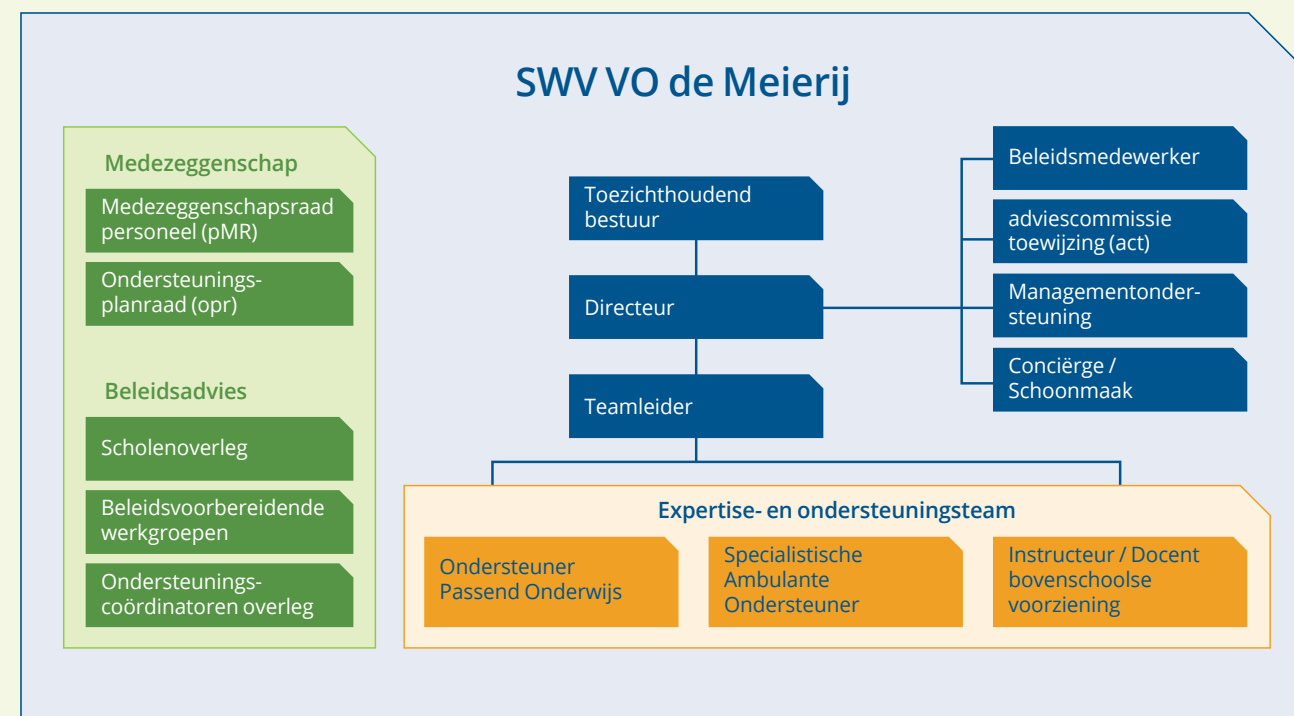 SWV VO de Meierij
Medezeggenschap
Medezeggenschapsraad
personeel (pMR)
Ondersteunings-
planraad (opr)
Beleidsadvies
Scholenoverleg
Beleidsvoorbereidende
werkgroepen
Ondersteunings-
coördinatoren overleg
Toezichthoudend
bestuur
Directeur
Teamleider
Beleidsmedewerker
adviescommissie
toewijzing (act)
Managementonder-
steuning
Conciërge /
Schoonmaak
Expertise- en ondersteuningsteam
Ondersteuner
Passend Onderwijs
Specialistische
Ambulante
Ondersteuner
Instructeur / Docent
bovenschoolse
voorziening